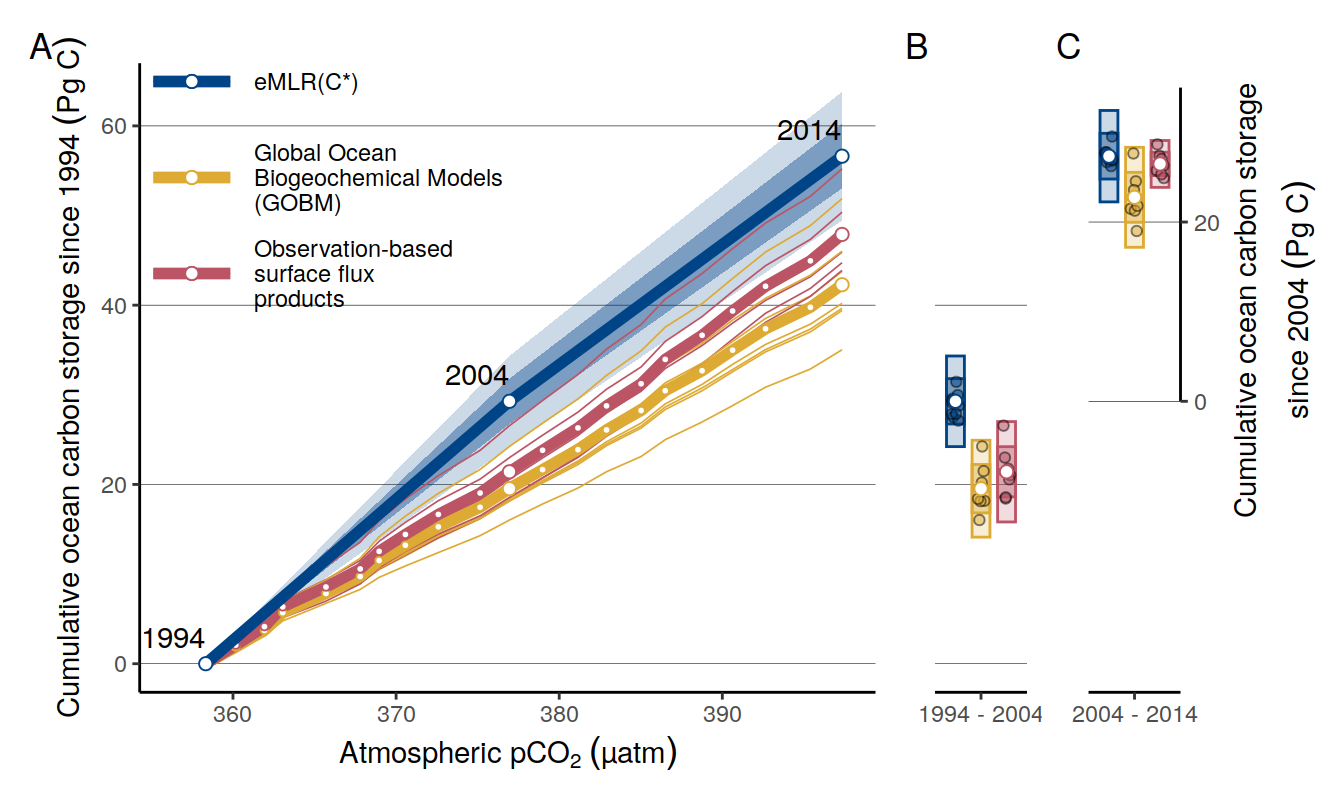 A
B
C
Cumulative ocean carbon storage since 1994 (Pg C)
eMLR(C*)
Global Ocean
Biogeochemical Models
(GOBM)
Observation-based
surface flux
products
1994
2004
2014
60
40
20
0
360
370
380
390
Atmospheric pCO₂ (µatm)
1994 - 2004
2004 - 2014
20
0
Cumulative ocean carbon storage
since 2004 (Pg C)